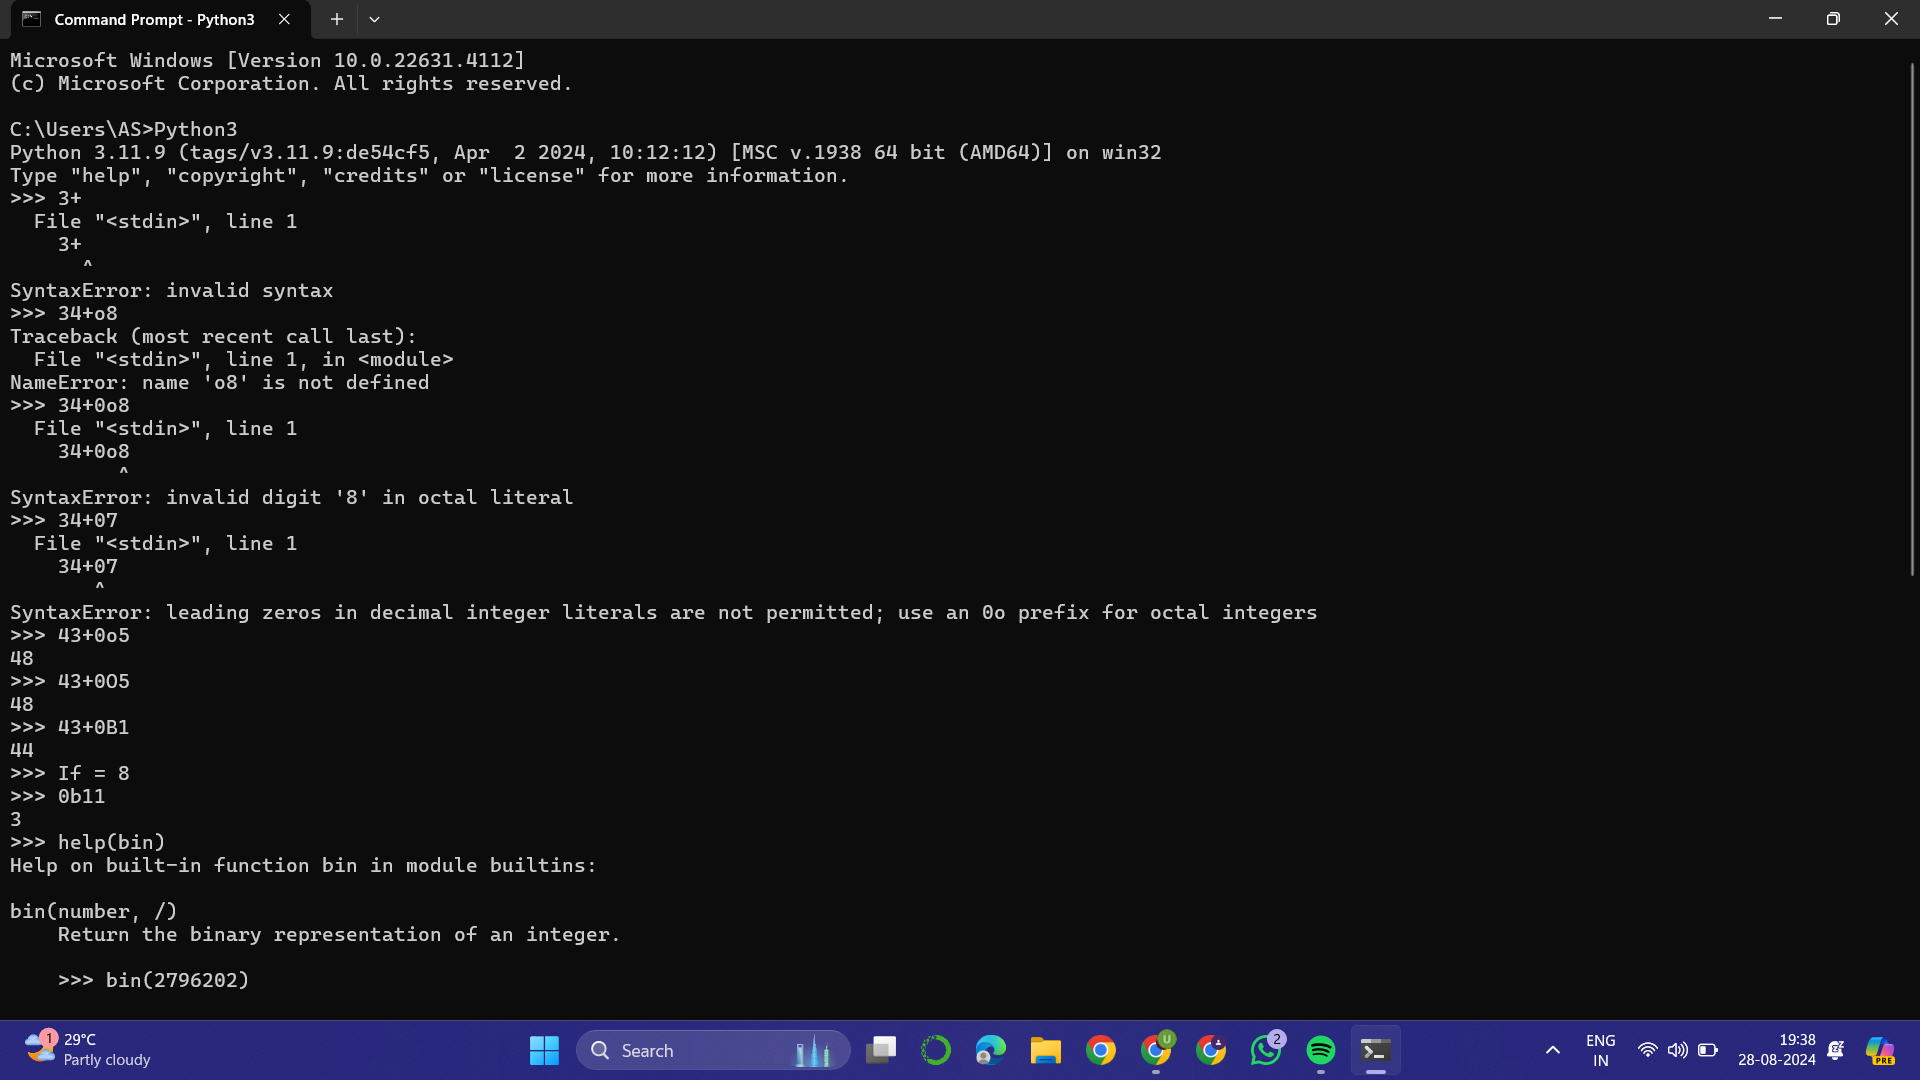 Command Prompt - Python3
Microsoft Windows [Version 10.0.22631.4112]
(c) Microsoft Corporation. All rights reserved.
C:\Users\AS>Python3
Python 3.11.9 (tags/v3.11.9:de54cf5, Apr  2 2024, 10:12:12) [MSC v.1938 64 bit (AMD64)] on win32
Type "help", "copyright", "credits" or "license" for more information.
>>> 3+
  File "<stdin>", line 1
    3+
      ^
SyntaxError: invalid syntax
>>> 34+o8
Traceback (most recent call last):
  File "<stdin>", line 1, in <module>
NameError: name 'o8' is not defined
>>> 34+0o8
  File "<stdin>", line 1
    34+0o8
         ^
SyntaxError: invalid digit '8' in octal literal
>>> 34+07
  File "<stdin>", line 1
    34+07
       ^
SyntaxError: leading zeros in decimal integer literals are not permitted; use an 0o prefix for octal integers
>>> 43+0o5
48
>>> 43+0O5
48
>>> 43+0B1
44
>>> If = 8
>>> 0b11
3
>>> help(bin)
Help on built-in function bin in module builtins:
bin(number, /)
    Return the binary representation of an integer.
    >>> bin(2796202)
1
29°C
Partly cloudy
Search
U
2
ENG
IN
19:38
28-08-2024
PRE